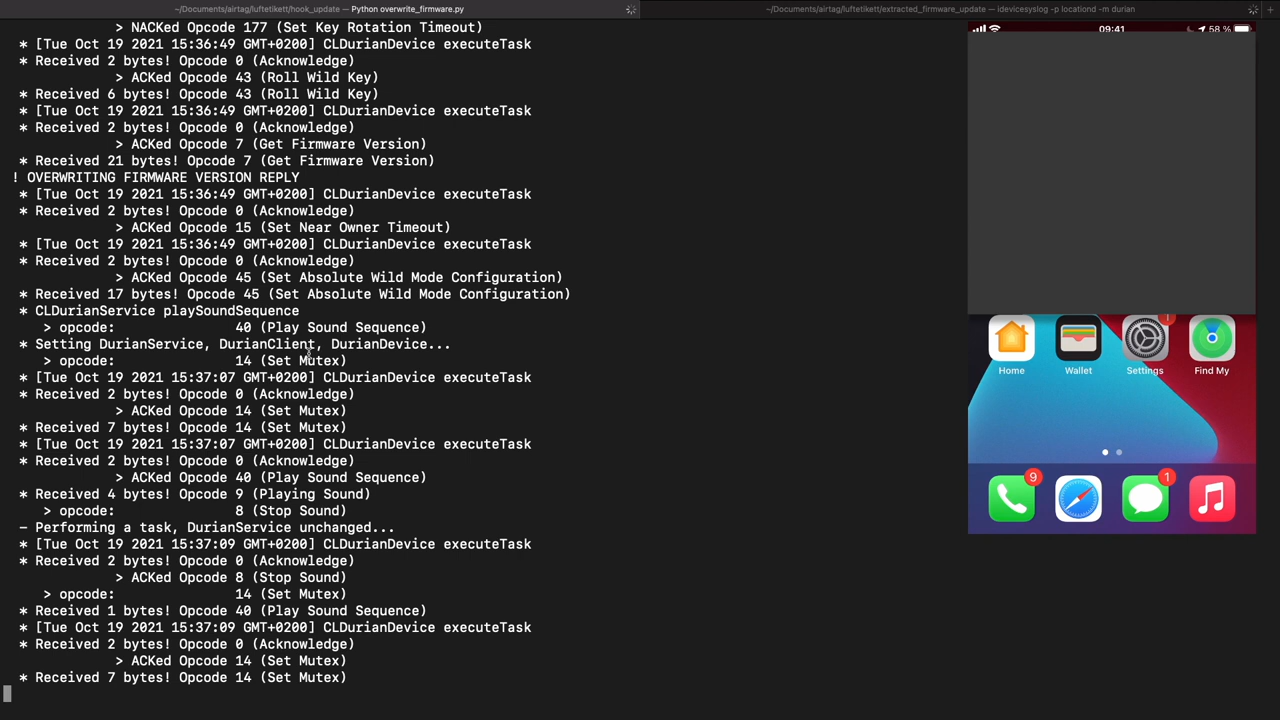 ~/Documents/airtag/luftetikett/hook_update — Python overwrite_firmware.py
~/Documents/airtag/luftetikett/extracted_firmware_update — idevicesyslog -p locationd -m durian
> NACKed Opcode 177 (Set Key Rotation Timeout)
* [Tue Oct 19 2021 15:36:49 GMT+0200] CLDurianDevice executeTask
* Received 2 bytes! Opcode 0 (Acknowledge)
> ACKed Opcode 43 (Roll Wild Key)
* Received 6 bytes! Opcode 43 (Roll Wild Key)
* [Tue Oct 19 2021 15:36:49 GMT+0200] CLDurianDevice executeTask
* Received 2 bytes! Opcode 0 (Acknowledge)
> ACKed Opcode 7 (Get Firmware Version)
* Received 21 bytes! Opcode 7 (Get Firmware Version)
! OVERWRITING FIRMWARE VERSION REPLY
* [Tue Oct 19 2021 15:36:49 GMT+0200] CLDurianDevice executeTask
* Received 2 bytes! Opcode 0 (Acknowledge)
> ACKed Opcode 15 (Set Near Owner Timeout)
* [Tue Oct 19 2021 15:36:49 GMT+0200] CLDurianDevice executeTask
* Received 2 bytes! Opcode 0 (Acknowledge)
> ACKed Opcode 45 (Set Absolute Wild Mode Configuration)
* Received 17 bytes! Opcode 45 (Set Absolute Wild Mode Configuration)
* CLDurianService playSoundSequence
> opcode: 40 (Play Sound Sequence)
* Setting DurianService, DurianClient, DurianDevice...
> opcode: 14 (Set Mutex)
* [Tue Oct 19 2021 15:37:07 GMT+0200] CLDurianDevice executeTask
* Received 2 bytes! Opcode 0 (Acknowledge)
> ACKed Opcode 14 (Set Mutex)
* Received 7 bytes! Opcode 14 (Set Mutex)
* [Tue Oct 19 2021 15:37:07 GMT+0200] CLDurianDevice executeTask
* Received 2 bytes! Opcode 0 (Acknowledge)
> ACKed Opcode 40 (Play Sound Sequence)
* Received 4 bytes! Opcode 9 (Playing Sound)
> opcode: 8 (Stop Sound)
- Performing a task, DurianService unchanged...
* [Tue Oct 19 2021 15:37:09 GMT+0200] CLDurianDevice executeTask
* Received 2 bytes! Opcode 0 (Acknowledge)
> ACKed Opcode 8 (Stop Sound)
> opcode: 14 (Set Mutex)
* Received 1 bytes! Opcode 40 (Play Sound Sequence)
* [Tue Oct 19 2021 15:37:09 GMT+0200] CLDurianDevice executeTask
* Received 2 bytes! Opcode 0 (Acknowledge)
> ACKed Opcode 14 (Set Mutex)
* Received 7 bytes! Opcode 14 (Set Mutex)
09:41
58 %
1
Home Wallet Settings Find My
9 1